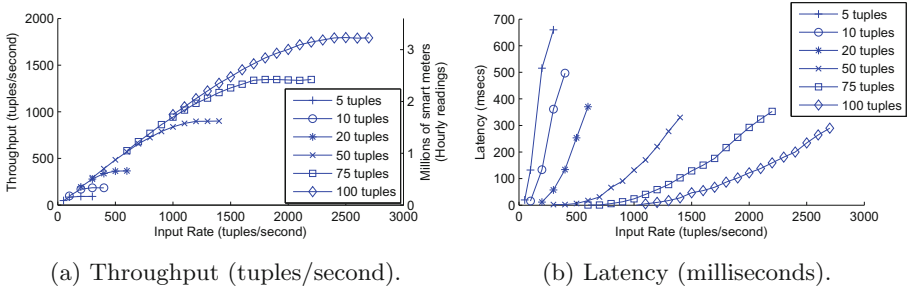 2000
1500
1000
500
0
Throughput (tuples/second)
0 500 1000 1500 2000 2500 3000
Input Rate (tuples/second)
3
2
1
0
Millions of smart meters
(Hourly readings)
5 tuples
10 tuples
20 tuples
50 tuples
75 tuples
100 tuples
(a) Throughput (tuples/second).
700
600
500
400
300
200
100
0
Latency (msecs)
0 500 1000 1500 2000 2500 3000
Input Rate (tuples/second)
5 tuples
10 tuples
20 tuples
50 tuples
75 tuples
100 tuples
(b) Latency (milliseconds).